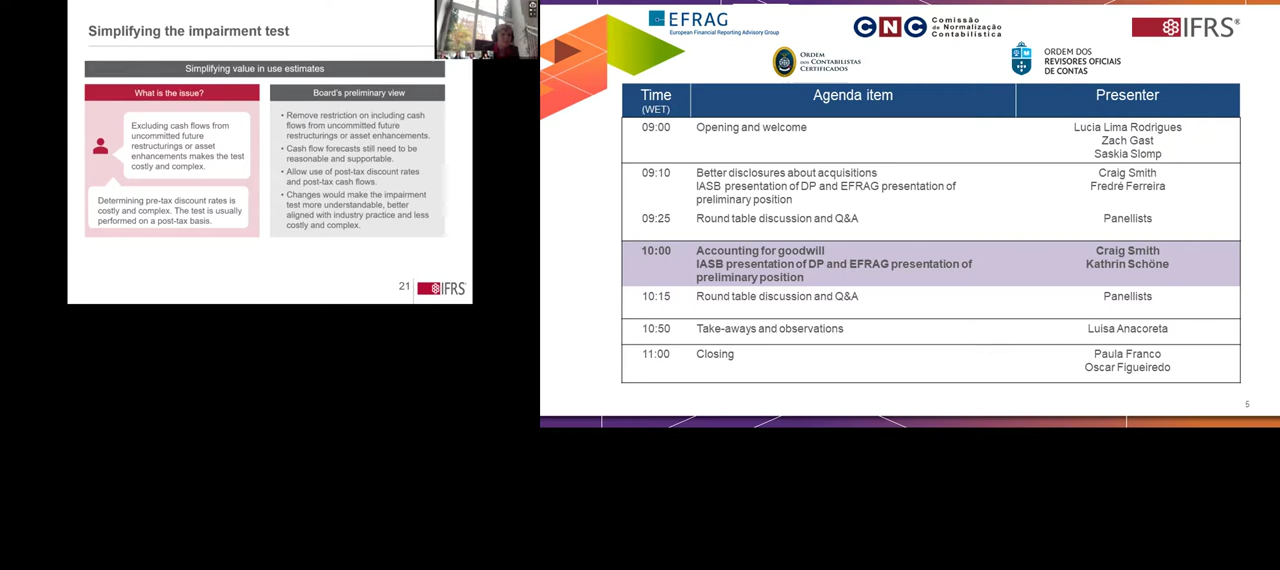 Simplifying the impairment test
Simplifying value in use estimates
What is the issue?
Excluding cash flows from
uncommitted future
restructurings or asset
enhancements makes the test
costly and complex.
Determining pre-tax discount rates is
costly and complex. The test is usually
performed on a post-tax basis.
Board's preliminary view
• Remove restriction on including cash
flows from uncommitted future
restructurings or asset enhancements.
• Cash flow forecasts still need to be
reasonable and supportable.
• Allow use of post-tax discount rates
and post-tax cash flows.
• Changes would make the impairment
test more understandable, better
aligned with industry practice and less
costly and complex.
21
IFRS
EFRAG
European Financial Reporting Advisory Group
CNC
Comissão
de Normalização
Contabilística
IFRS®
ORDEM
DOS CONTABILISTAS
CERTIFICADOS
ORDEM DOS
REVISORES OFICIAIS
DE CONTAS
Time Agenda item Presenter
(WET)
09:00 Opening and welcome Lucia Lima Rodrigues
Zach Gast
Saskia Slomp
09:10 Better disclosures about acquisitions Craig Smith
IASB presentation of DP and EFRAG presentation of Fredré Ferreira
preliminary position
09:25 Round table discussion and Q&A Panellists
10:00 Accounting for goodwill Craig Smith
IASB presentation of DP and EFRAG presentation of Kathrin Schöne
preliminary position
10:15 Round table discussion and Q&A Panellists
10:50 Take-aways and observations Luisa Anacoreta
11:00 Closing Paula Franco
Oscar Figueiredo
5